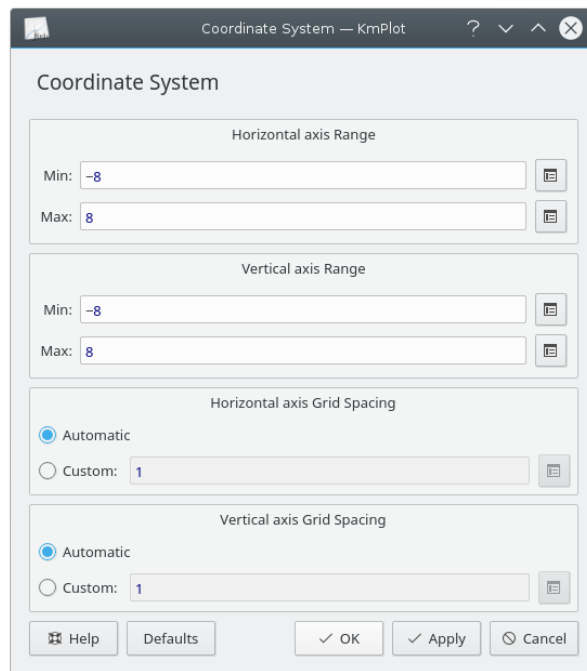 Coordinate System — KmPlot ?
Coordinate System
Horizontal axis Range
Min: −8
Max: 8
Vertical axis Range
Min: −8
Max: 8
Horizontal axis Grid Spacing
Automatic
Custom: 1
Vertical axis Grid Spacing
Automatic
Custom: 1
Help Defaults OK Apply Cancel